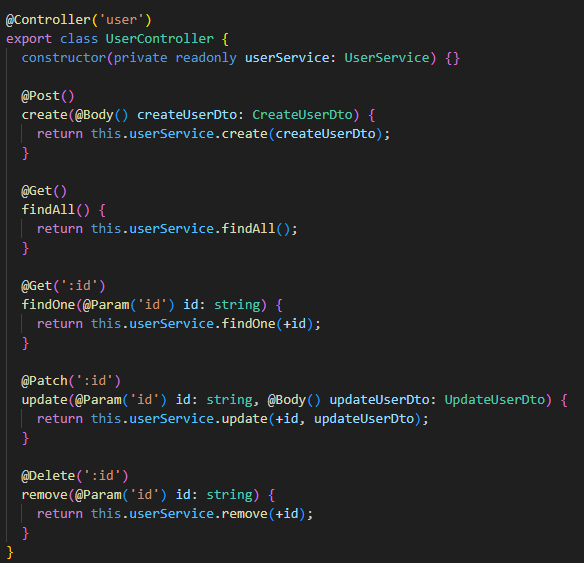 @Controller('user')
export class UserController {
  constructor(private readonly userService: UserService) {}

  @Post()
  create(@Body() createUserDto: CreateUserDto) {
    return this.userService.create(createUserDto);
  }

  @Get()
  findAll() {
    return this.userService.findAll();
  }

  @Get(':id')
  findOne(@Param('id') id: string) {
    return this.userService.findOne(+id);
  }

  @Patch(':id')
  update(@Param('id') id: string, @Body() updateUserDto: UpdateUserDto) {
    return this.userService.update(+id, updateUserDto);
  }

  @Delete(':id')
  remove(@Param('id') id: string) {
    return this.userService.remove(+id);
  }
}